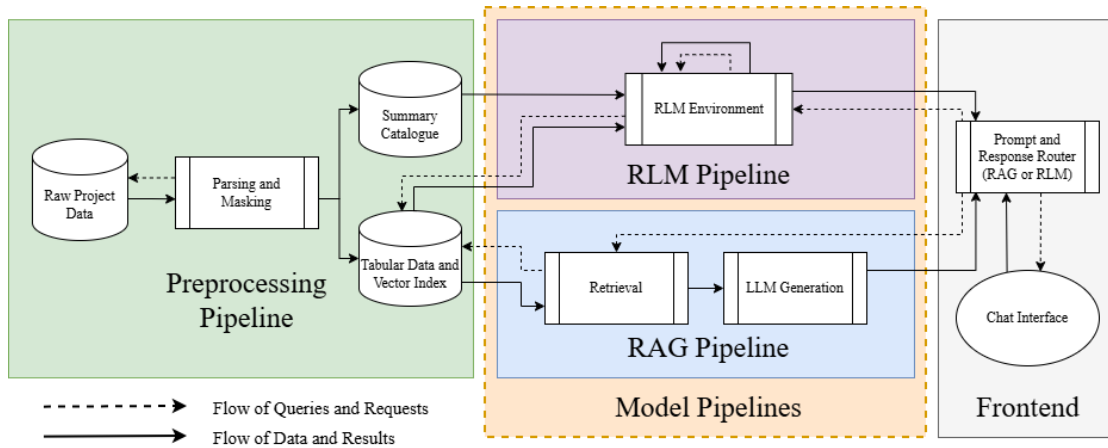 Raw Project
Data
Parsing and
Masking
Summary
Catalogue
Tabular Data and
Vector Index
Preprocessing
Pipeline
RLM Environment
RLM Pipeline
Retrieval
LLM Generation
RAG Pipeline
Model Pipelines
Prompt and
Response Router
(RAG or RLM)
Chat Interface
Frontend
Flow of Queries and Requests
Flow of Data and Results